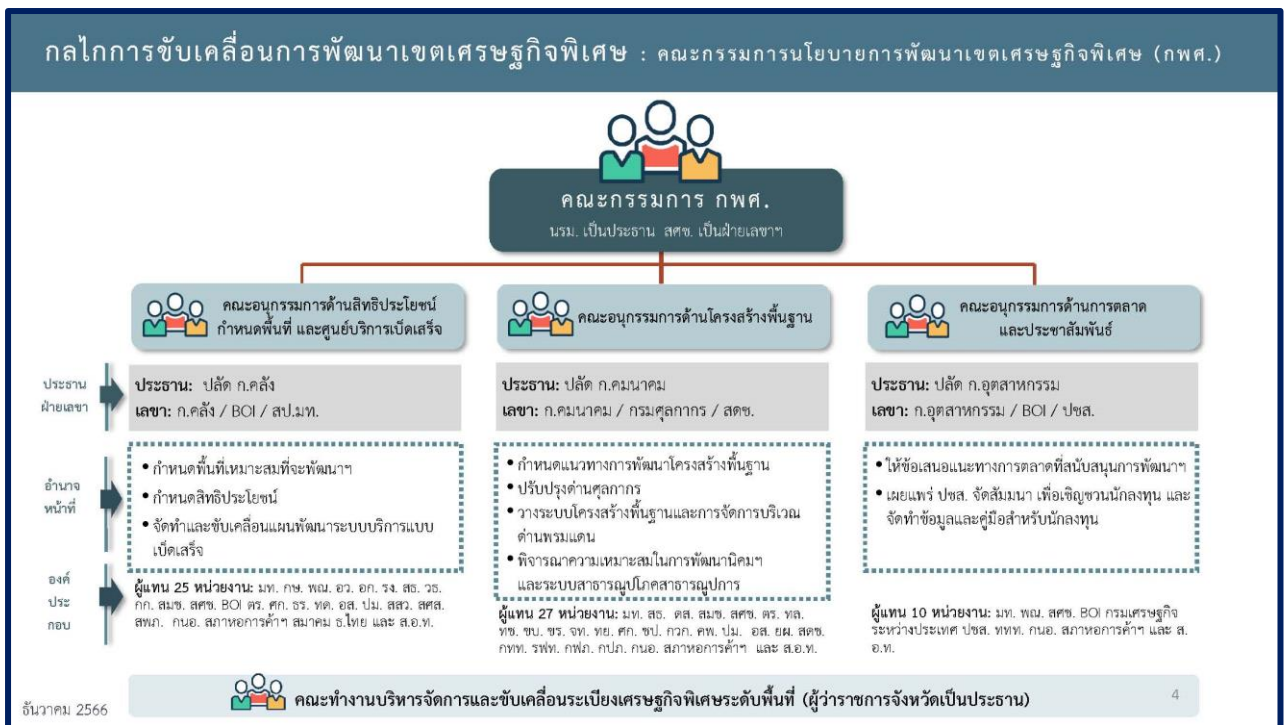 กลไกการขับเคลื่อนการพัฒนาเขตเศรษฐกิจพิเศษ : คณะกรรมการนโยบายการพัฒนาเขตเศรษฐกิจพิเศษ (กพศ.)
คณะกรรมการ กพศ.
นรม. เป็นประธาน สศช. เป็นฝ่ายเลขาฯ
คณะอนุกรรมการด้านสิทธิประโยชน์
กำหนดพื้นที่ และศูนย์บริการเบ็ดเสร็จ
คณะอนุกรรมการด้านโครงสร้างพื้นฐาน
คณะอนุกรรมการด้านการตลาด
และประชาสัมพันธ์
ประธาน
ฝ่ายเลขา
ประธาน: ปลัด ก.คลัง
เลขา: ก.คลัง / BOI / สป.มท.
ประธาน: ปลัด ก.คมนาคม
เลขา: ก.คมนาคม / กรมศุลกากร / สดช.
ประธาน: ปลัด ก.อุตสาหกรรม
เลขา: ก.อุตสาหกรรม / BOI / ปชส.
อำนาจ
หน้าที่
• กำหนดพื้นที่เหมาะสมที่จะพัฒนาฯ
• กำหนดสิทธิประโยชน์
• จัดทำและขับเคลื่อนแผนพัฒนาระบบบริการแบบ
เบ็ดเสร็จ
• กำหนดแนวทางการพัฒนาโครงสร้างพื้นฐาน
• ปรับปรุงด่านศุลกากร
• วางระบบโครงสร้างพื้นฐานและการจัดการบริเวณ
ด่านพรมแดน
• พิจารณาความเหมาะสมในการพัฒนานิคมฯ
และระบบสาธารณูปโภคสาธารณูปการ
• ให้ข้อเสนอแนะทางการตลาดที่สนับสนุนการพัฒนาฯ
• เผยแพร่ ปชส. จัดสัมมนา เพื่อเชิญชวนนักลงทุน และ
จัดทำข้อมูลและคู่มือสำหรับนักลงทุน
องค์
ประ
กอบ
ผู้แทน 25 หน่วยงาน: มท. กษ. พณ. อว. อก. รง. สธ. วธ.
กก. สมช. สศช. BOI ตร. ศก. ธร. ทด. อส. ปม. สสว. สศส.
สพภ. กนอ. สภาหอการค้าฯ สมาคม ธ.ไทย และ ส.อ.ท.
ผู้แทน 27 หน่วยงาน: มท. สธ. ตส. สมช. สศช. ตร. ทล.
ทช. ขบ. ขร. จท. ทย. ศก. ชป. กวก. คพ. ปม. อส. ยผ. สดช.
กทท. รฟท. กฟภ. กปภ. กนอ. สภาหอการค้าฯ และ ส.อ.ท.
ผู้แทน 10 หน่วยงาน: มท. พณ. สศช. BOI กรมเศรษฐกิจ
ระหว่างประเทศ ปชส. ททท. กนอ. สภาหอการค้าฯ และ ส.
อ.ท.
คณะทำงานบริหารจัดการและขับเคลื่อนระเบียงเศรษฐกิจพิเศษระดับพื้นที่ (ผู้ว่าราชการจังหวัดเป็นประธาน)
4
ธันวาคม 2566